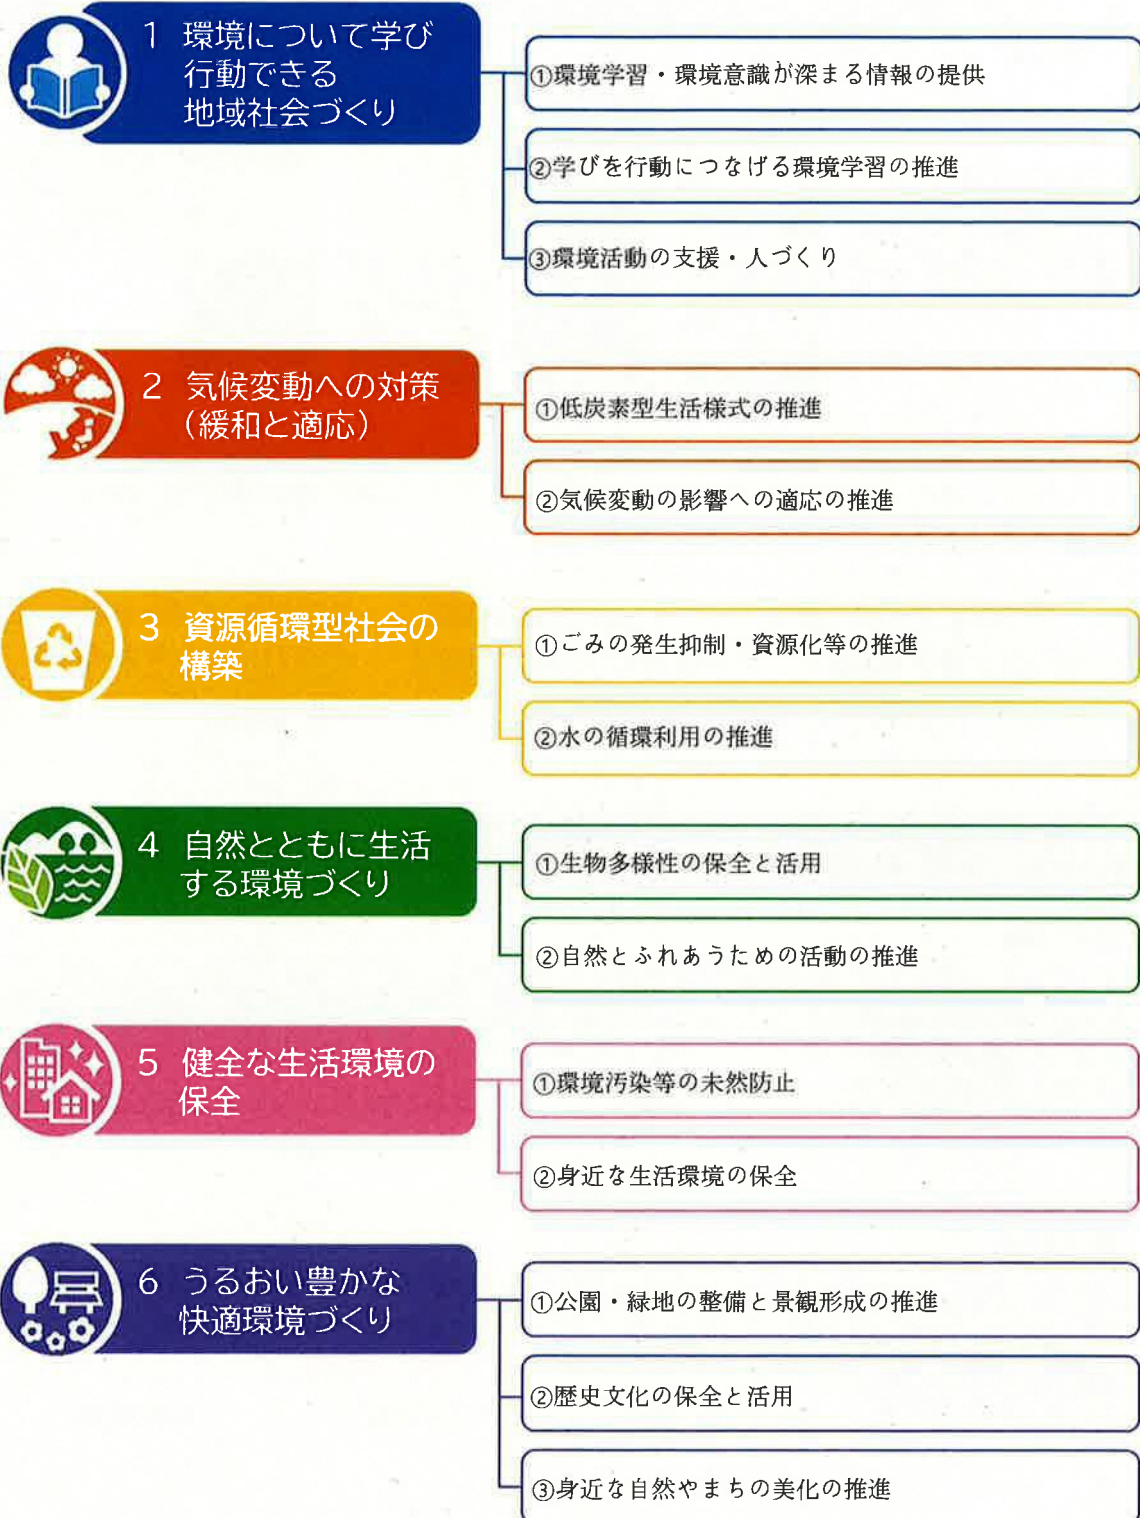 1 環境について学び
行動できる
地域社会づくり
①環境学習・環境意識が深まる情報の提供
②学びを行動につなげる環境学習の推進
③環境活動の支援・人づくり
2 気候変動への対策
（緩和と適応）
①低炭素型生活様式の推進
②気候変動の影響への適応の推進
3 資源循環型社会の
構築
①ごみの発生抑制・資源化等の推進
②水の循環利用の推進
4 自然とともに生活
する環境づくり
①生物多様性の保全と活用
②自然とふれあうための活動の推進
5 健全な生活環境の
保全
①環境汚染等の未然防止
②身近な生活環境の保全
6 うるおい豊かな
快適環境づくり
①公園・緑地の整備と景観形成の推進
②歴史文化の保全と活用
③身近な自然やまちの美化の推進